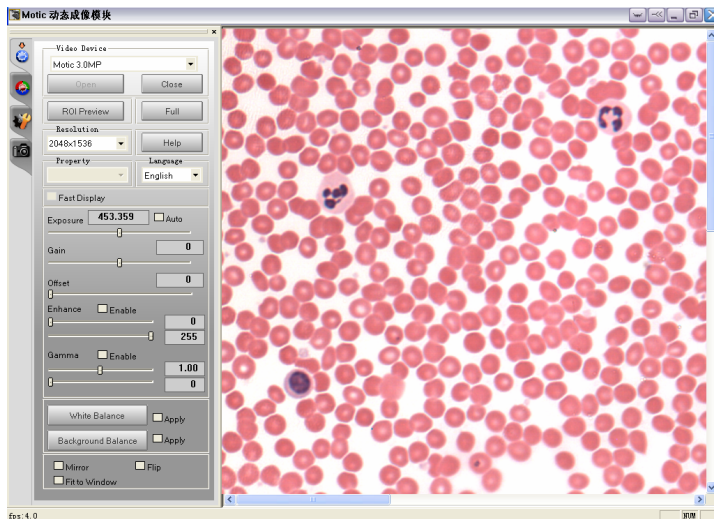 Motic 动态成像模块
Video Device
Motic 3.0MP
Open Close
ROI Preview Full
Resolution
2048x1536 Help
Property Language
English
Fast Display
Exposure 453.359 Auto
Gain 0
Offset 0
Enhance Enable
0
255
Gamma Enable
1.00
0
White Balance Apply
Background Balance Apply
Mirror Flip
Fit to Window
fps:4.0 NUM